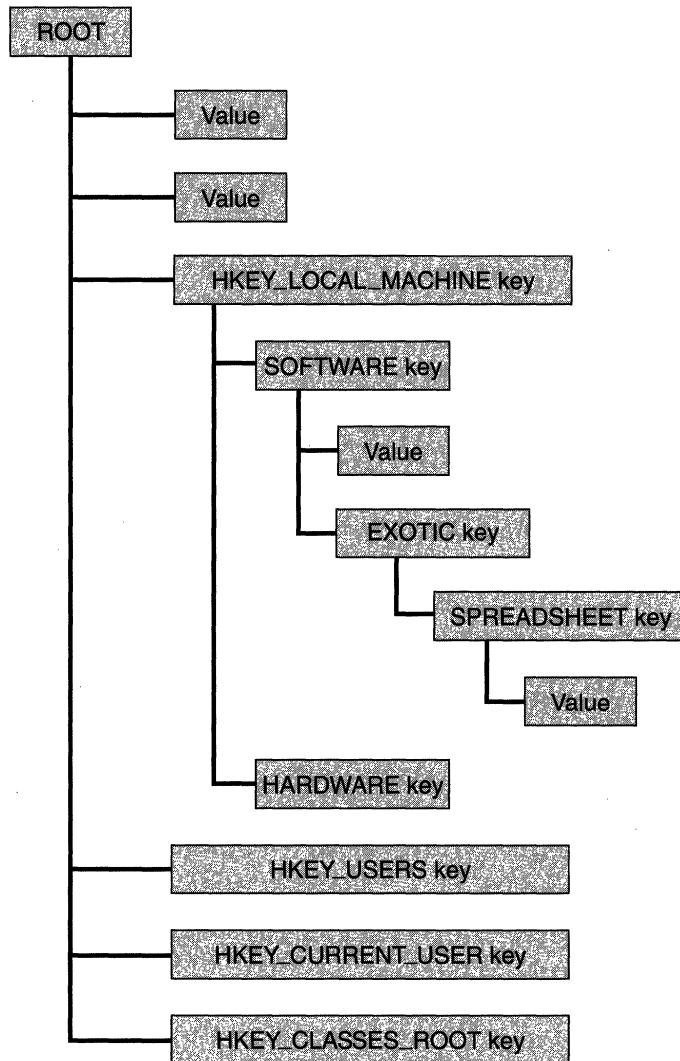 ROOT
Value
Value
HKEY_LOCAL_MACHINE key
SOFTWARE key
Value
EXOTIC key
SPREADSHEET key
Value
HARDWARE key
HKEY_USERS key
HKEY_CURRENT_USER key
HKEY_CLASSES_ROOT key